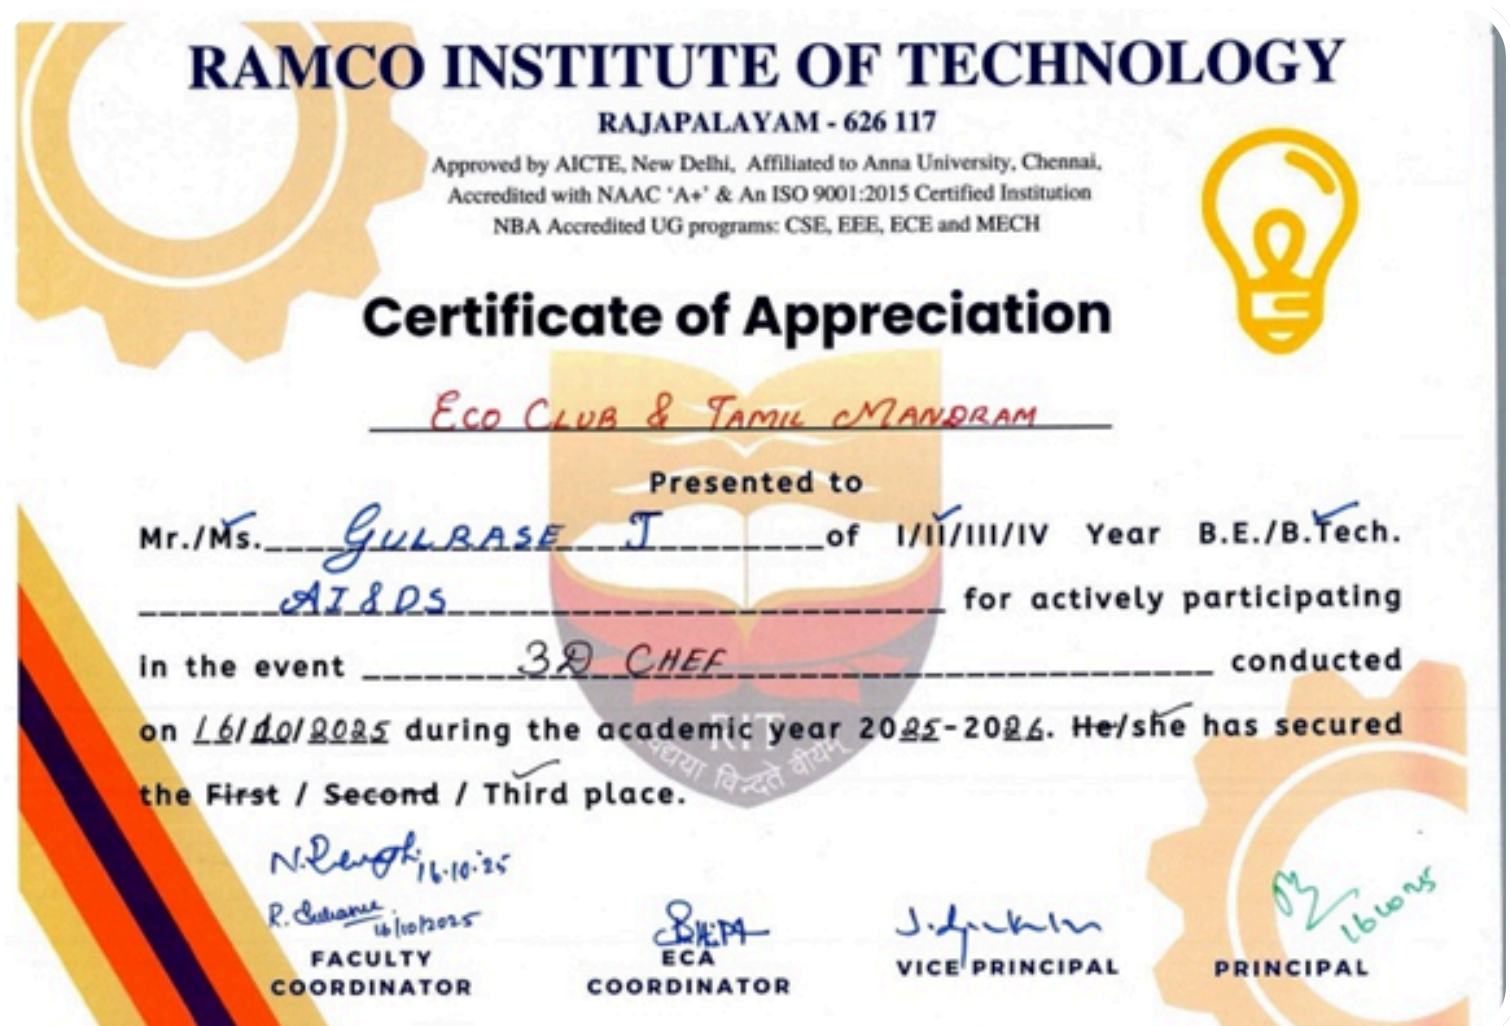 RAMCO INSTITUTE OF TECHNOLOGY
RAJAPALAYAM - 626 117
Approved by AICTE, New Delhi, Affiliated to Anna University, Chennai,
Accredited with NAAC 'A+' & An ISO 9001:2015 Certified Institution
NBA Accredited UG programs: CSE, EEE, ECE and MECH
Certificate of Appreciation
ECO CLUB & TAMIL MANDRAM
Presented to
Mr./Ms. GULRASE J of I/II/III/IV Year B.E./B.Tech.
AI&DS for actively participating
in the event 3D CHEF conducted
on 16/10/2025 during the academic year 2025-2026. He/she has secured
the First / Second / Third place.
RIT
विन्दते वीर्यम्
16.10.25
R. 16/10/2025
FACULTY COORDINATOR
ECA COORDINATOR
VICE PRINCIPAL
PRINCIPAL